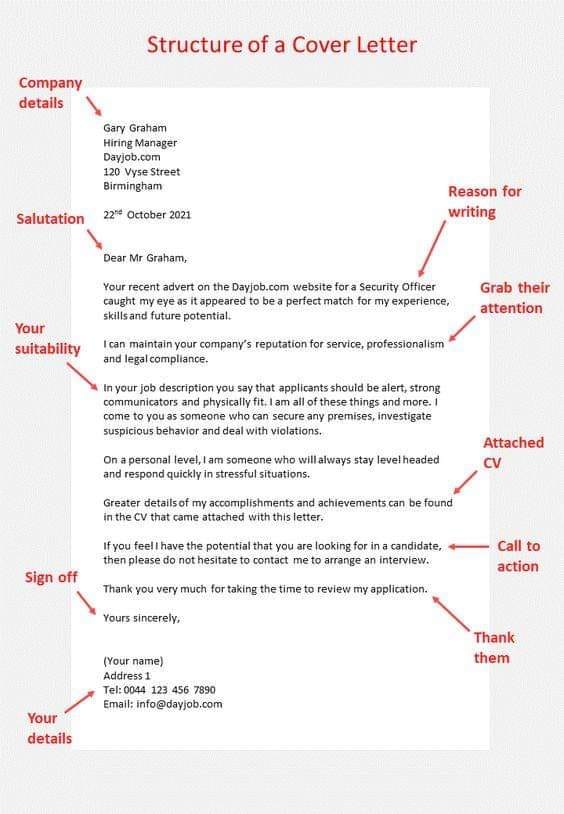 Structure of a Cover Letter
Company
details
Gary Graham
Hiring Manager
Dayjob.com
120 Vyse Street
Birmingham
Reason for
writing
22nd October 2021
Salutation
Dear Mr Graham,
Your recent advert on the Dayjob.com website for a Security Officer
caught my eye as it appeared to be a perfect match for my experience,
skills and future potential.
Grab their
attention
Your
suitability
I can maintain your company's reputation for service, professionalism
and legal compliance.
In your job description you say that applicants should be alert, strong
communicators and physically fit. I am all of these things and more. I
come to you as someone who can secure any premises, investigate
suspicious behavior and deal with violations.
Attached
CV
On a personal level, I am someone who will always stay level headed
and respond quickly in stressful situations.
Greater details of my accomplishments and achievements can be found
in the CV that came attached with this letter.
If you feel I have the potential that you are looking for in a candidate,
then please do not hesitate to contact me to arrange an interview.
Call to
action
Sign off
Thank you very much for taking the time to review my application.
Yours sincerely,
Thank
them
(Your name)
Address 1
Tel: 0044 123 456 7890
Email: info@dayjob.com
Your
details